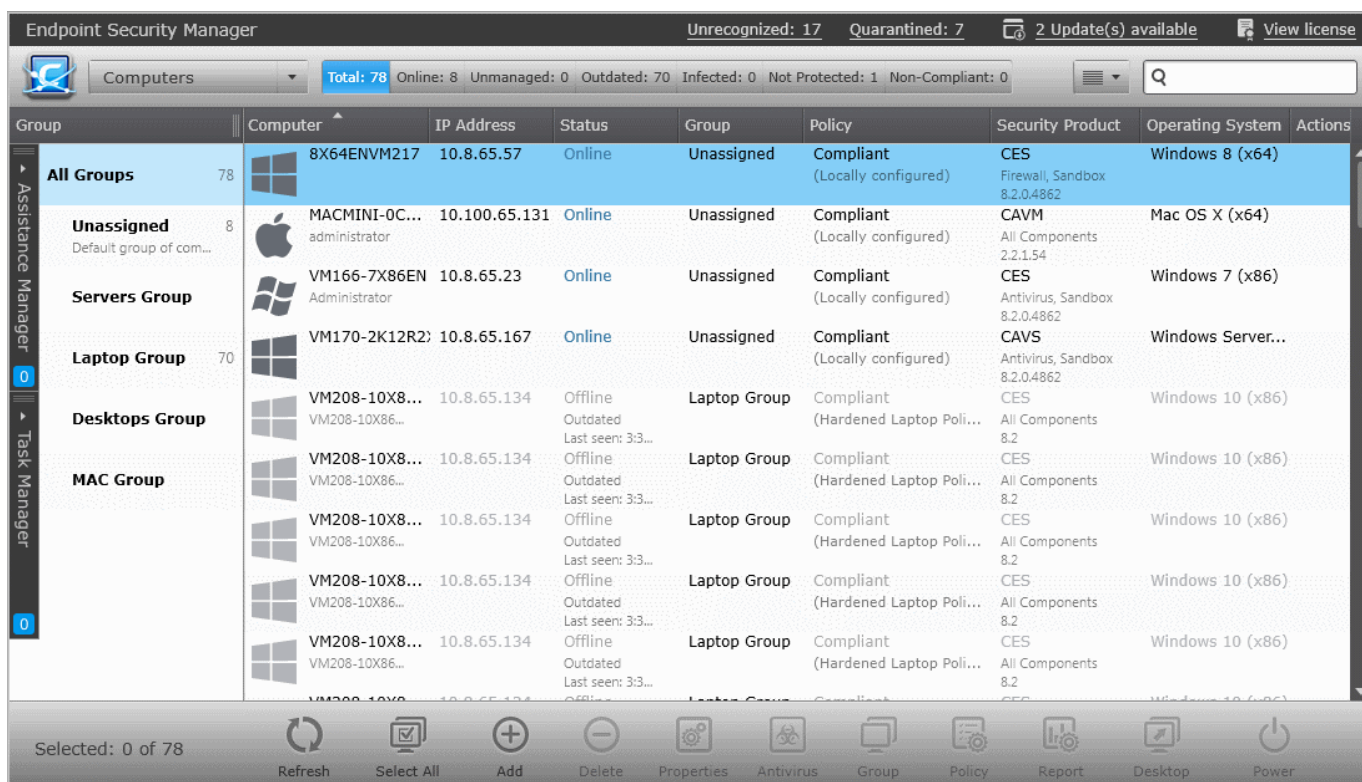 Endpoint Security Manager
Unrecognized: 17 Quarantined: 7 2 Update(s) available View license
Computers
Total: 78 Online: 8 Unmanaged: 0 Outdated: 70 Infected: 0 Not Protected: 1 Non-Compliant: 0
Group Computer IP Address Status Group Policy Security Product Operating System Actions
Assistance Manager
0
Task Manager
0
All Groups 78
Unassigned 8
Default group of com...
Servers Group
Laptop Group 70
Desktops Group
MAC Group
8X64ENVM217 10.8.65.57 Online Unassigned Compliant CES Windows 8 (x64)
(Locally configured) Firewall, Sandbox
8.2.0.4862
MACMINI-0C... 10.100.65.131 Online Unassigned Compliant CAVM Mac OS X (x64)
administrator (Locally configured) All Components
2.2.1.54
VM166-7X86EN 10.8.65.23 Online Unassigned Compliant CES Windows 7 (x86)
Administrator (Locally configured) Antivirus, Sandbox
8.2.0.4862
VM170-2K12R2 10.8.65.167 Online Unassigned Compliant CAVS Windows Server...
(Locally configured) Antivirus, Sandbox
8.2.0.4862
VM208-10X8... 10.8.65.134 Offline Laptop Group Compliant CES Windows 10 (x86)
VM208-10X86... Outdated (Hardened Laptop Poli... All Components
Last seen: 3:3... 8.2
VM208-10X8... 10.8.65.134 Offline Laptop Group Compliant CES Windows 10 (x86)
VM208-10X86... Outdated (Hardened Laptop Poli... All Components
Last seen: 3:3... 8.2
VM208-10X8... 10.8.65.134 Offline Laptop Group Compliant CES Windows 10 (x86)
VM208-10X86... Outdated (Hardened Laptop Poli... All Components
Last seen: 3:3... 8.2
VM208-10X8... 10.8.65.134 Offline Laptop Group Compliant CES Windows 10 (x86)
VM208-10X86... Outdated (Hardened Laptop Poli... All Components
Last seen: 3:3... 8.2
VM208-10X8... 10.8.65.134 Offline Laptop Group Compliant CES Windows 10 (x86)
VM208-10X86... Outdated (Hardened Laptop Poli... All Components
Last seen: 3:3... 8.2
Selected: 0 of 78
Refresh Select All Add Delete Properties Antivirus Group Policy Report Desktop Power